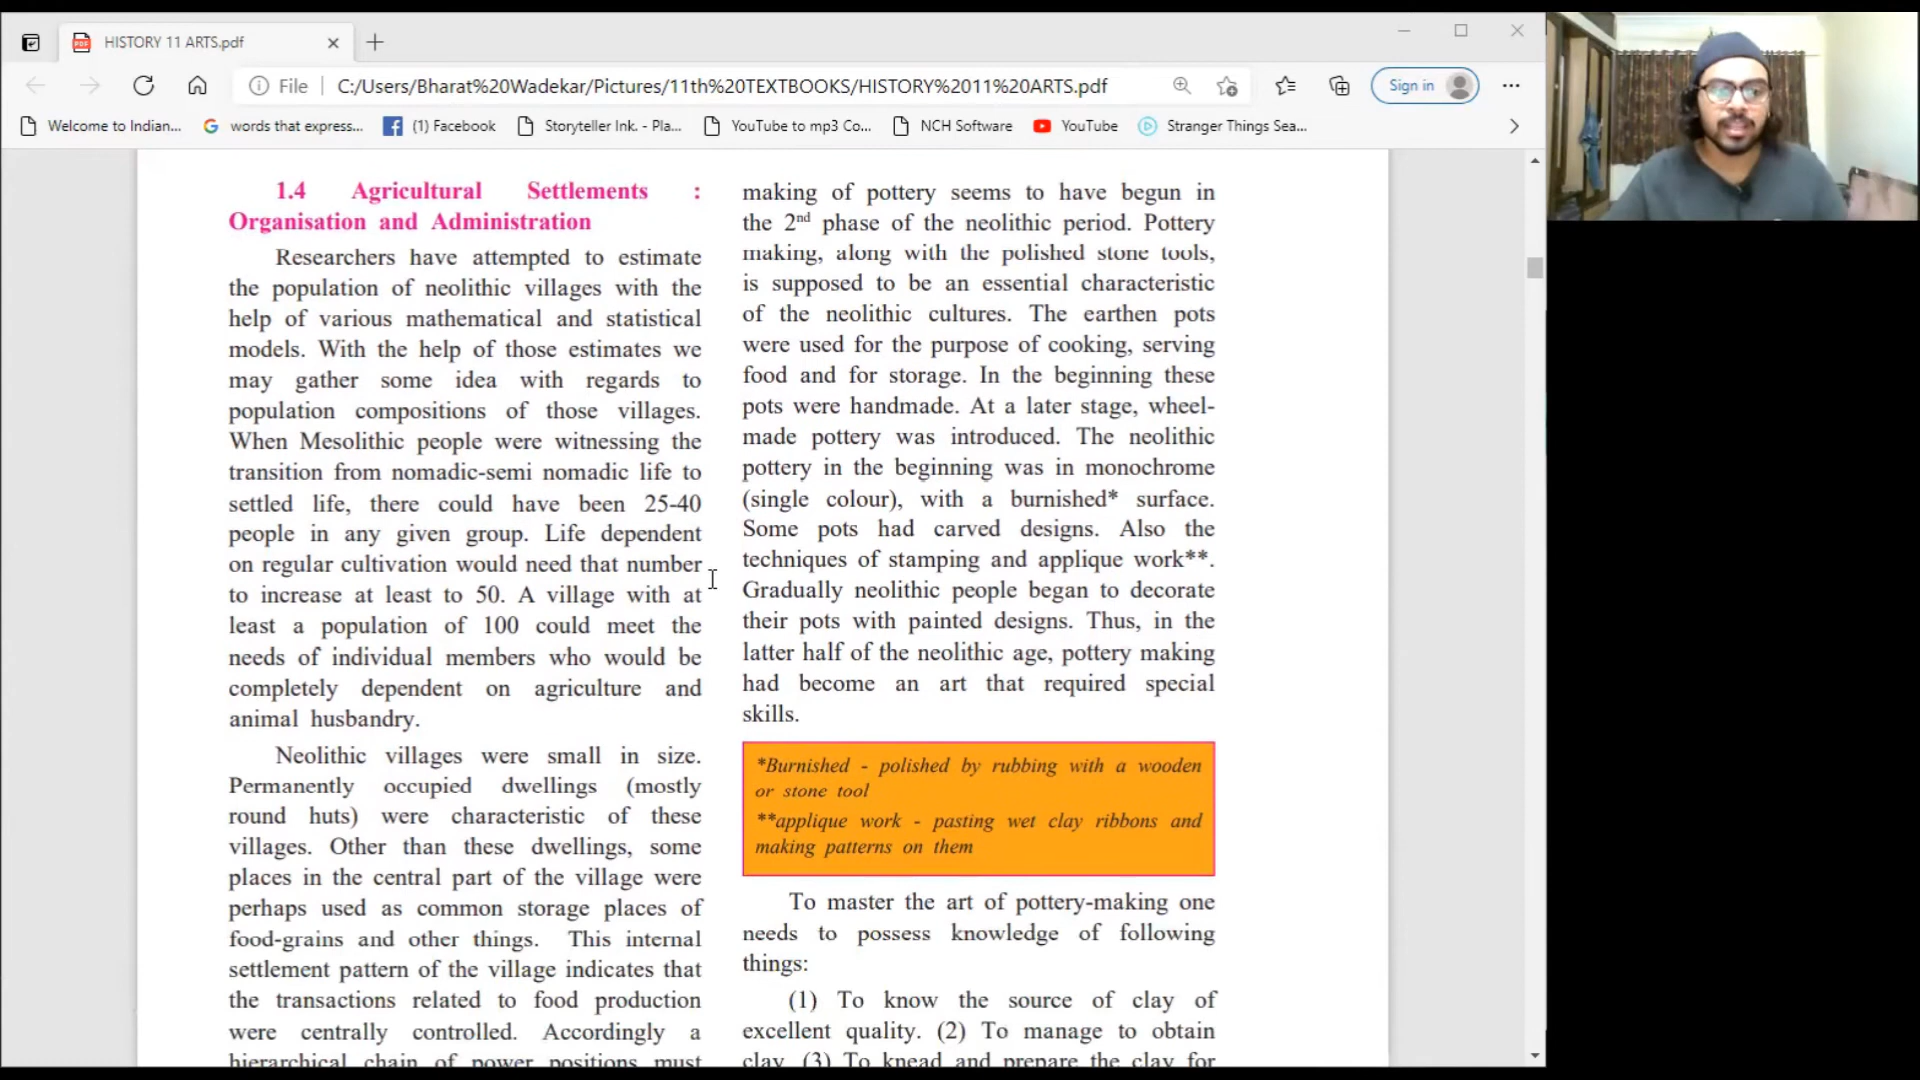 HISTORY 11 ARTS.pdf
File
C:/Users/Bharat%20Wadekar/Pictures/11th%20TEXTBOOKS/HISTORY%2011%20ARTS.pdf
Sign in
Welcome to Indian...
words that express...
(1) Facebook
Storyteller Ink. - Pla...
YouTube to mp3 Co...
NCH Software
YouTube
Stranger Things Sea...
1.4 Agricultural Settlements :
Organisation and Administration
Researchers have attempted to estimate
the population of neolithic villages with the
help of various mathematical and statistical
models. With the help of those estimates we
may gather some idea with regards to
population compositions of those villages.
When Mesolithic people were witnessing the
transition from nomadic-semi nomadic life to
settled life, there could have been 25-40
people in any given group. Life dependent
on regular cultivation would need that number
to increase at least to 50. A village with at
least a population of 100 could meet the
needs of individual members who would be
completely dependent on agriculture and
animal husbandry.
Neolithic villages were small in size.
Permanently occupied dwellings (mostly
round huts) were characteristic of these
villages. Other than these dwellings, some
places in the central part of the village were
perhaps used as common storage places of
food-grains and other things. This internal
settlement pattern of the village indicates that
the transactions related to food production
were centrally controlled. Accordingly a
hierarchical chain of power positions must
making of pottery seems to have begun in
the 2nd phase of the neolithic period. Pottery
making, along with the polished stone tools,
is supposed to be an essential characteristic
of the neolithic cultures. The earthen pots
were used for the purpose of cooking, serving
food and for storage. In the beginning these
pots were handmade. At a later stage, wheel-
made pottery was introduced. The neolithic
pottery in the beginning was in monochrome
(single colour), with a burnished* surface.
Some pots had carved designs. Also the
techniques of stamping and applique work**.
Gradually neolithic people began to decorate
their pots with painted designs. Thus, in the
latter half of the neolithic age, pottery making
had become an art that required special
skills.
*Burnished - polished by rubbing with a wooden
or stone tool
**applique work - pasting wet clay ribbons and
making patterns on them
To master the art of pottery-making one
needs to possess knowledge of following
things:
(1) To know the source of clay of
excellent quality. (2) To manage to obtain
clay. (3) To knead and prepare the clay for